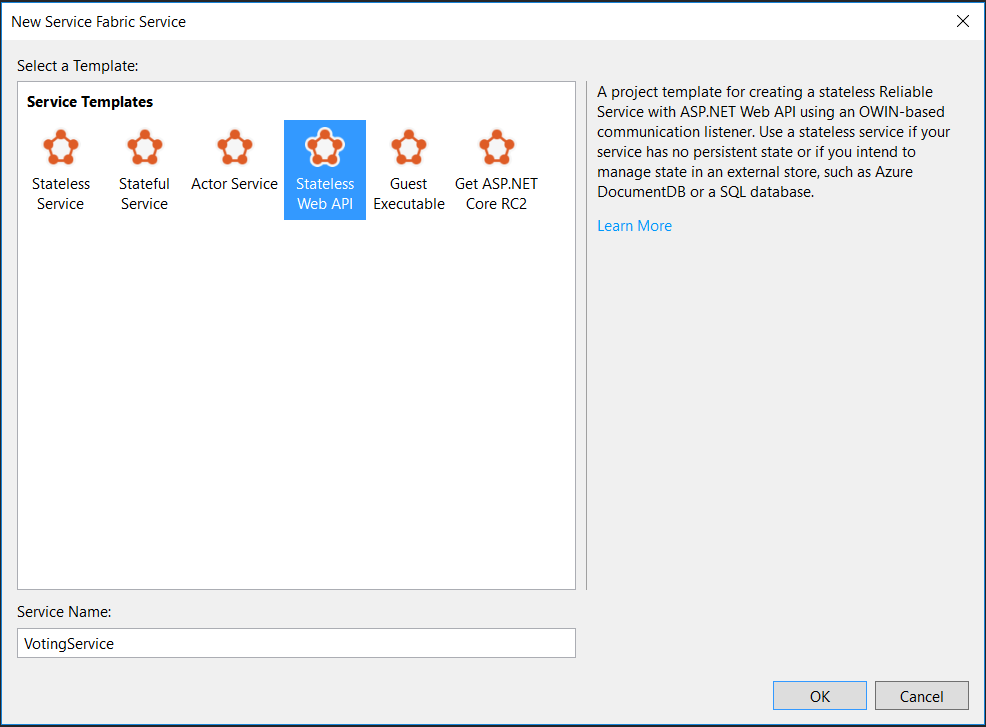 New Service Fabric Service
Select a Template:
Service Templates
Stateless
Service
Stateful
Service
Actor Service
Stateless
Web API
Guest
Executable
Get ASP.NET
Core RC2
A project template for creating a stateless Reliable
Service with ASP.NET Web API using an OWIN-based
communication listener. Use a stateless service if your
service has no persistent state or if you intend to
manage state in an external store, such as Azure
DocumentDB or a SQL database.
Learn More
Service Name:
VotingService
OK
Cancel